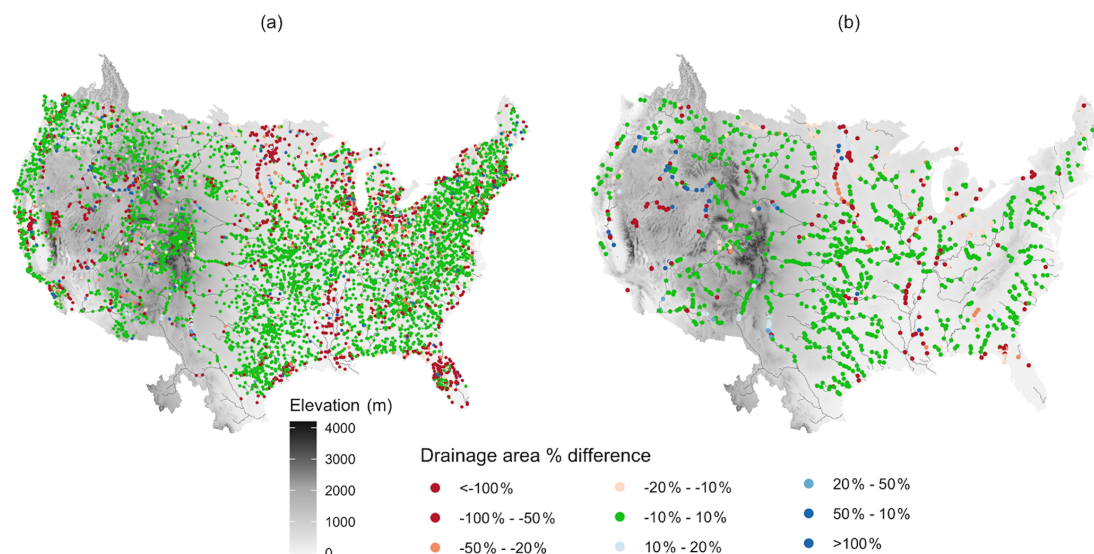 (a) (b)
Elevation (m)
4000
3000
2000
1000
0
Drainage area % difference
<-100%
-100% - -50%
-50% - -20%
-20% - -10%
-10% - 10%
10% - 20%
20% - 50%
50% - 10%
>100%